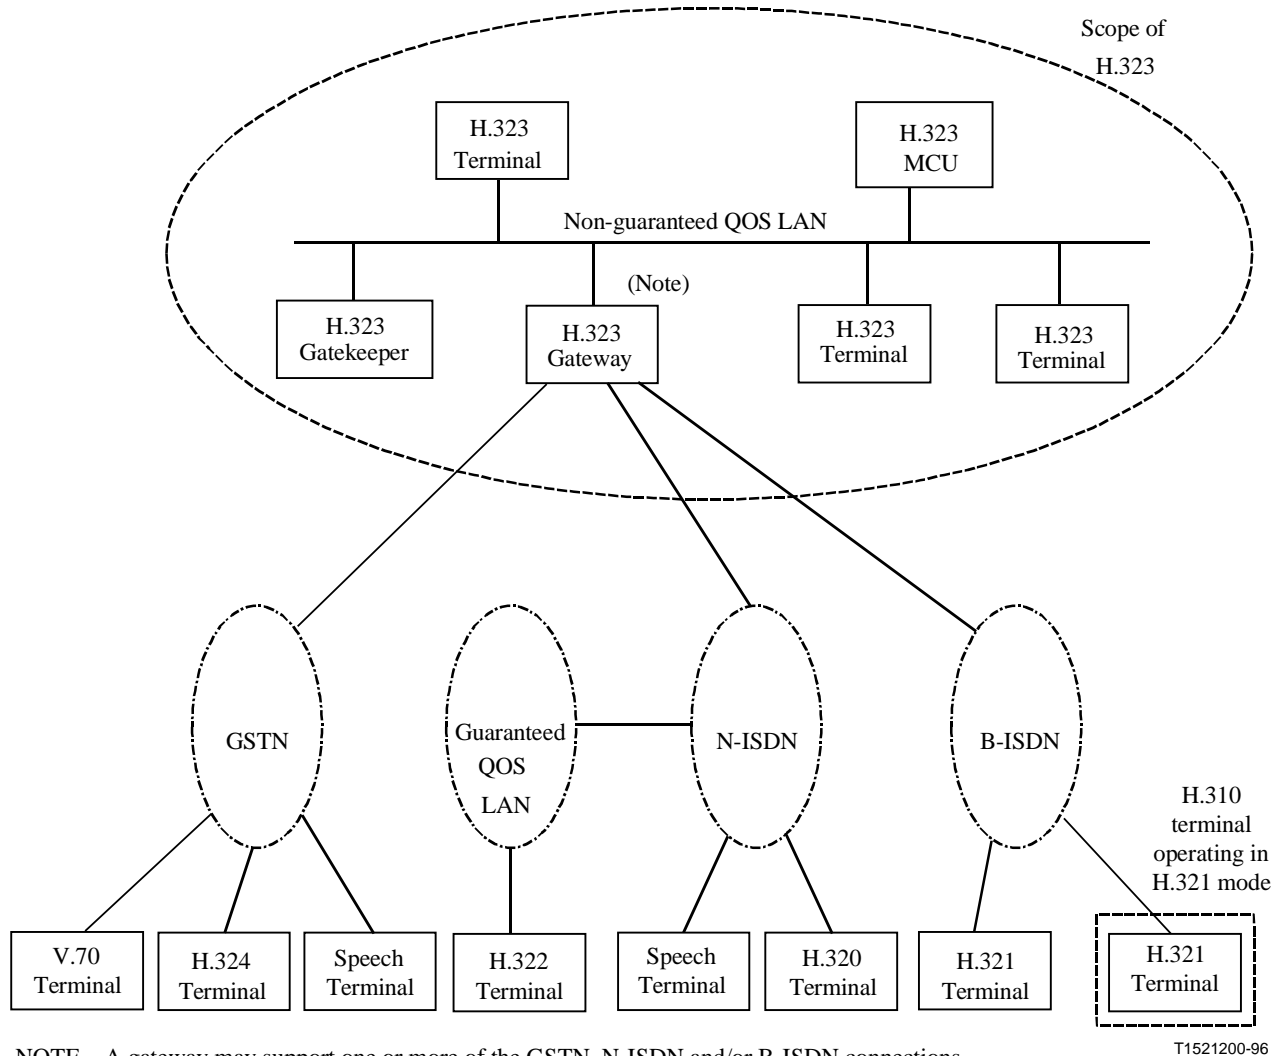 Scope of
H.323
H.323
Terminal
H.323
MCU
Non-guaranteed QOS LAN
(Note)
H.323
Gatekeeper
H.323
Gateway
H.323
Terminal
H.323
Terminal
GSTN
Guaranteed
QOS
LAN
N-ISDN
B-ISDN
H.310
terminal
operating in
H.321 mode
V.70
Terminal
H.324
Terminal
Speech
Terminal
H.322
Terminal
Speech
Terminal
H.320
Terminal
H.321
Terminal
H.321
Terminal
T1521200-96
NOTE – A gateway may support one or more of the GSTN, N-ISDN and/or B-ISDN connections.